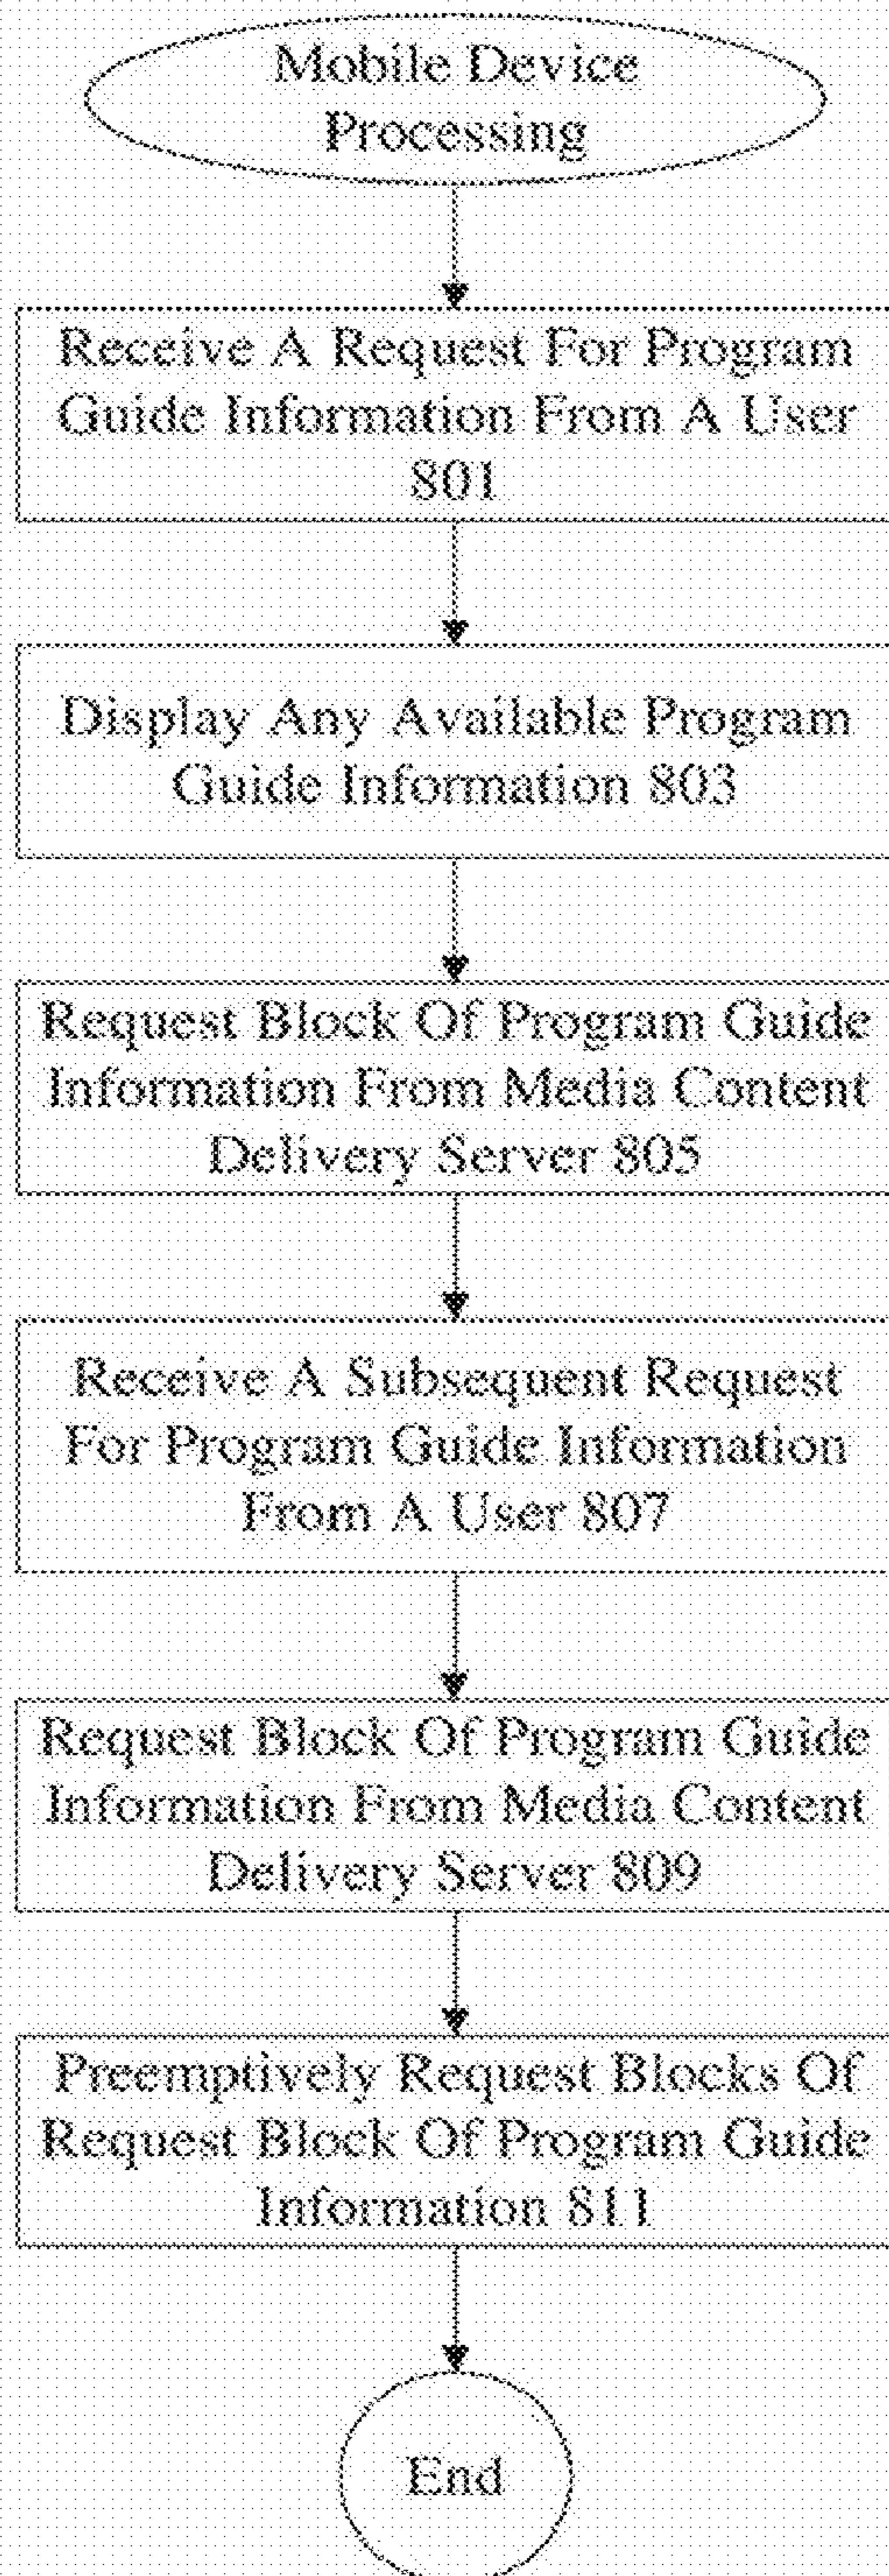 Mobile Device
Processing
Receive A Request For Program
Guide Information From A User
801
Display Any Available Program
Guide Information 803
Request Block Of Program Guide
Information From Media Content
Delivery Server 805
Receive A Subsequent Request
For Program Guide Information
From A User 807
Request Block Of Program Guide
Information From Media Content
Delivery Server 809
Preemptively Request Blocks Of
Request Block Of Program Guide
Information 811
End